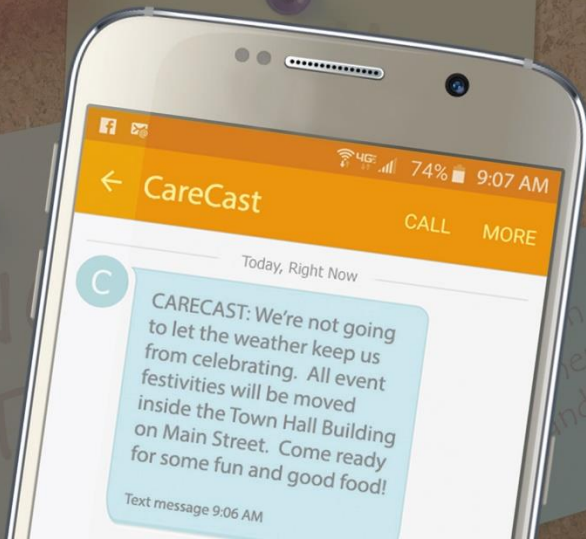 4G 74% 9:07 AM
CareCast CALL MORE
Today, Right Now
C
CARECAST: We're not going
to let the weather keep us
from celebrating. All event
festivities will be moved
inside the Town Hall Building
on Main Street. Come ready
for some fun and good food!
Text message 9:06 AM